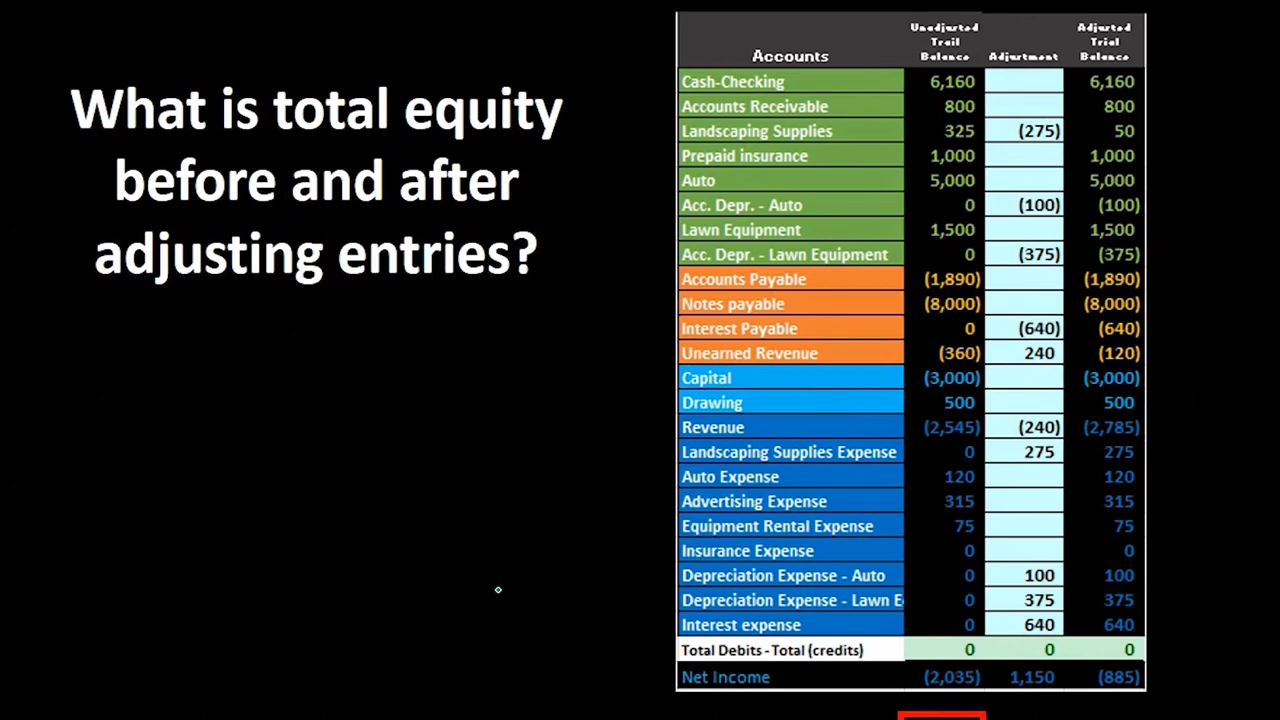 What is total equity
before and after
adjusting entries?
Unadjusted
Trail
Balance
Adjusted
Trial
Balance
Accounts Adjustment
Cash-Checking 6,160 6,160
Accounts Receivable 800 800
Landscaping Supplies 325 (275) 50
Prepaid insurance 1,000 1,000
Auto 5,000 5,000
Acc. Depr. - Auto 0 (100) (100)
Lawn Equipment 1,500 1,500
Acc. Depr. - Lawn Equipment 0 (375) (375)
Accounts Payable (1,890) (1,890)
Notes payable (8,000) (8,000)
Interest Payable 0 (640) (640)
Unearned Revenue (360) 240 (120)
Capital (3,000) (3,000)
Drawing 500 500
Revenue (2,545) (240) (2,785)
Landscaping Supplies Expense 0 275 275
Auto Expense 120 120
Advertising Expense 315 315
Equipment Rental Expense 75 75
Insurance Expense 0 0
Depreciation Expense - Auto 0 100 100
Depreciation Expense - Lawn E 0 375 375
Interest expense 0 640 640
Total Debits - Total (credits) 0 0 0
Net Income (2,035) 1,150 (885)